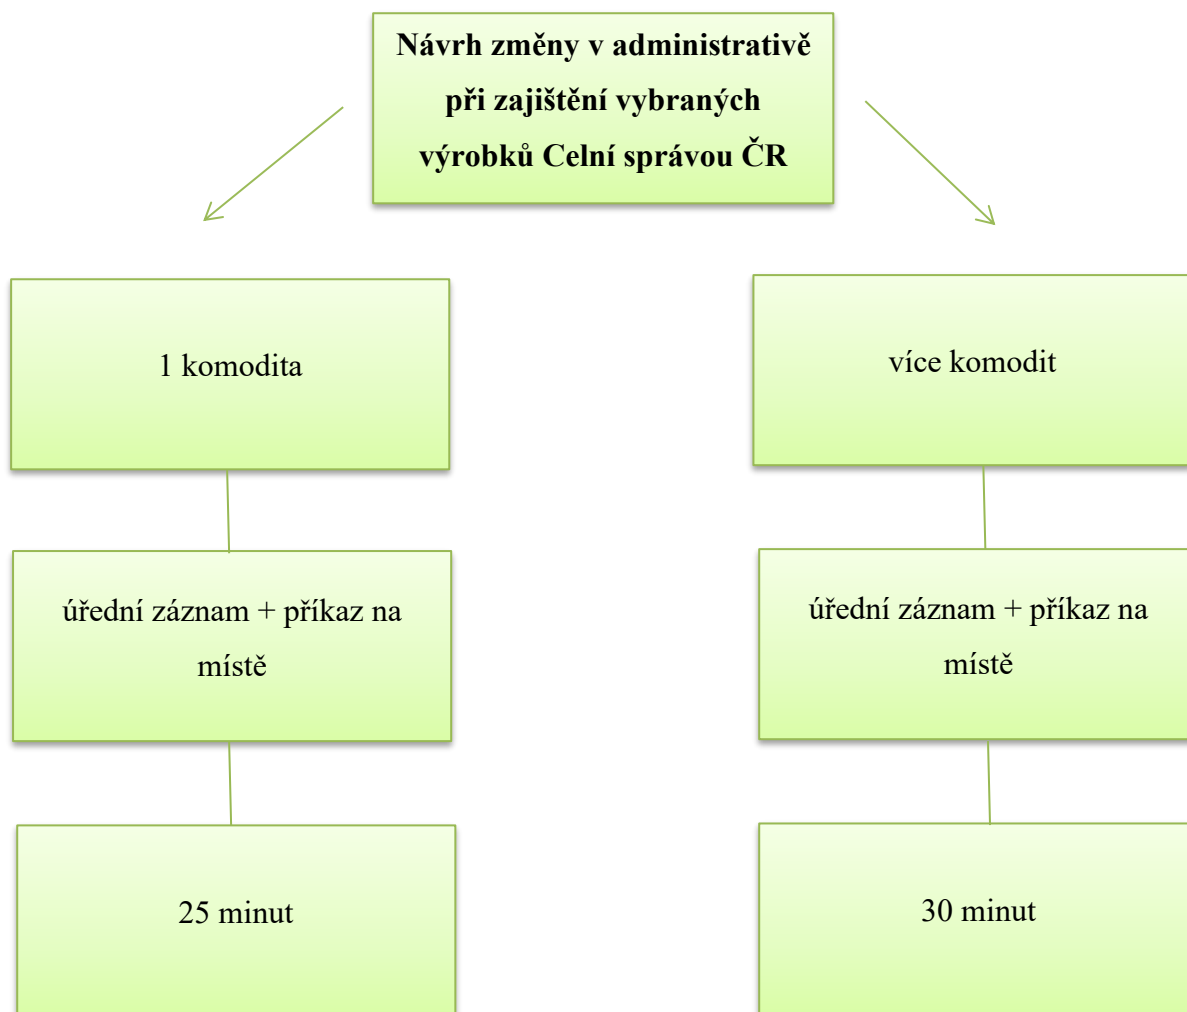 Návrh změny v administrativě
při zajištění vybraných
výrobků Celní správou ČR
1 komodita
více komodit
úřední záznam + příkaz na
místě
úřední záznam + příkaz na
místě
25 minut
30 minut